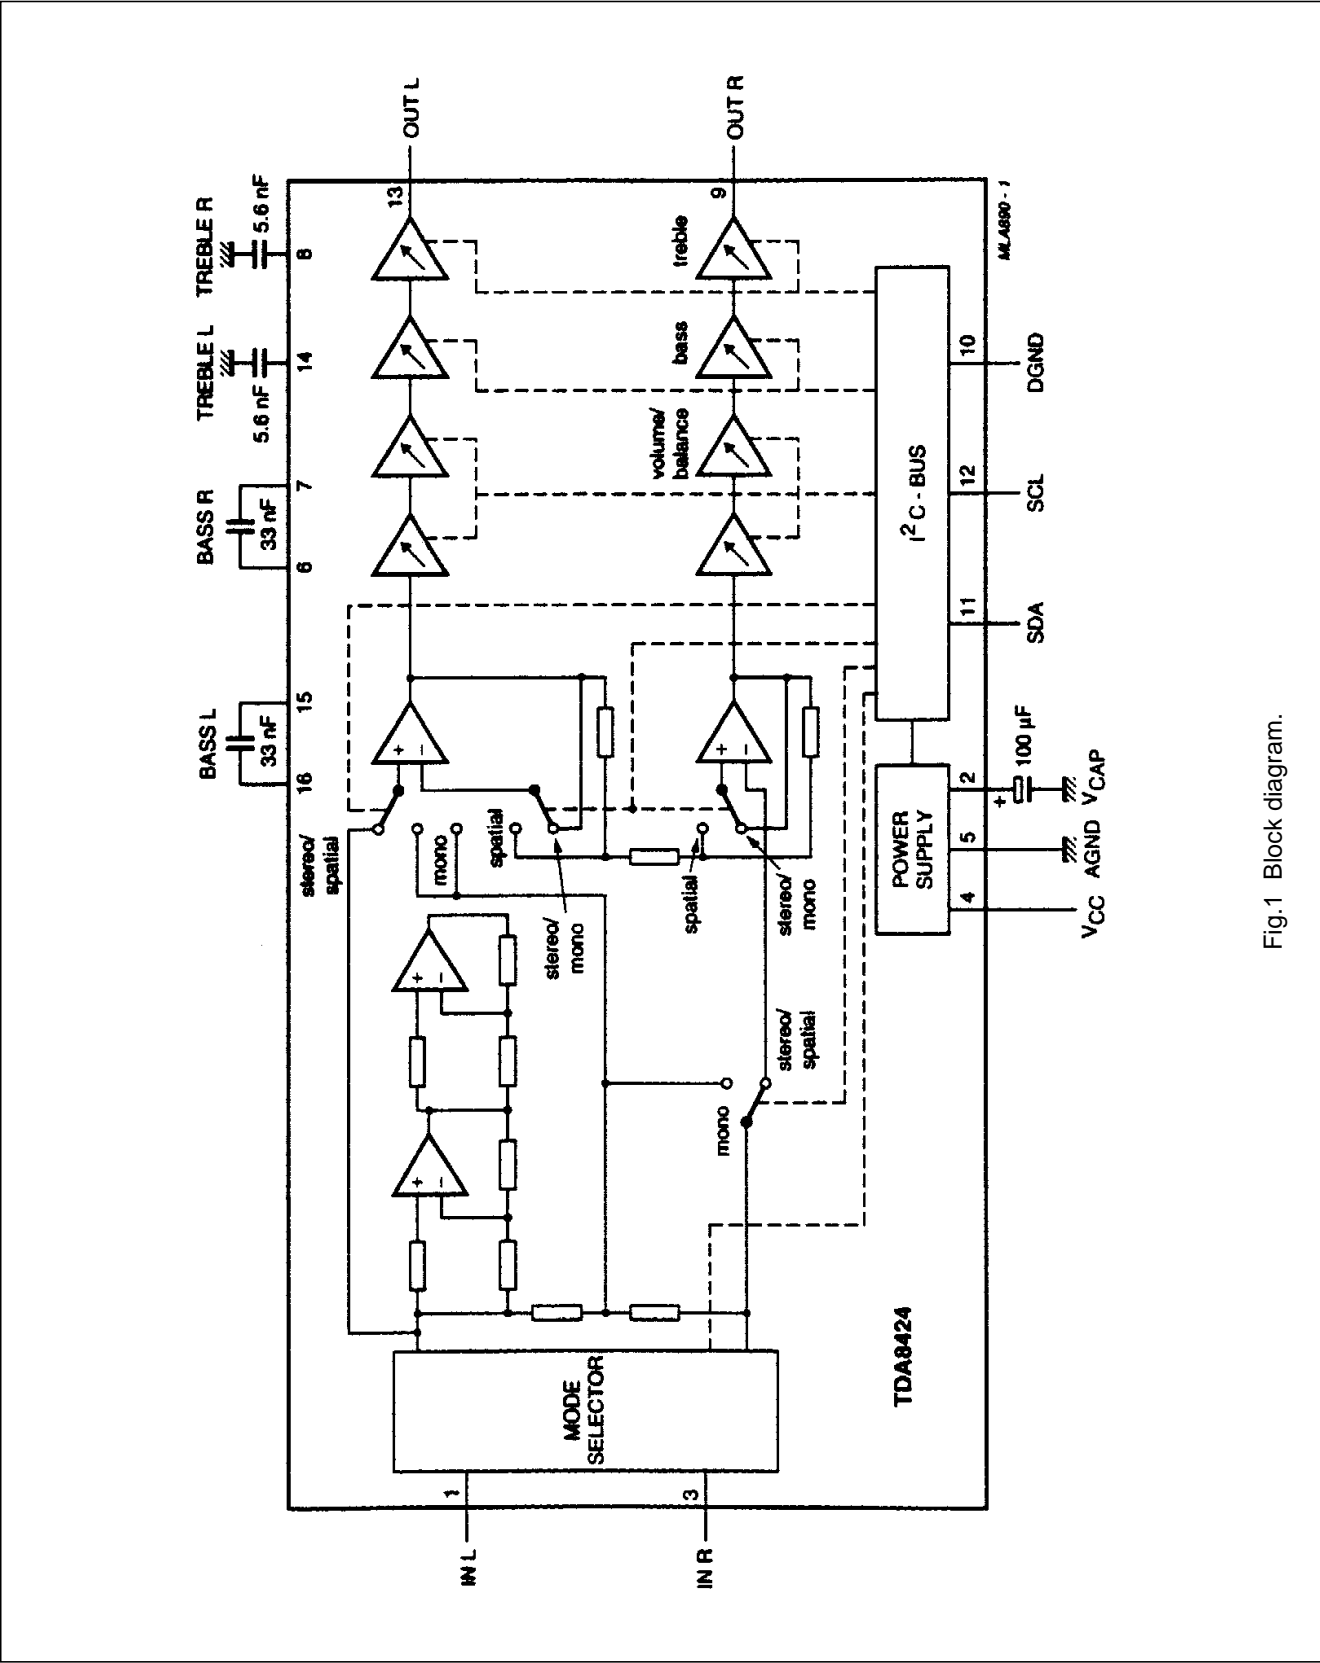 BASS L
33 nF
16
15
BASS R
33 nF
6
7
TREBLE L
5.6 nF
14
TREBLE R
5.6 nF
8
IN L
1
IN R
3
MODE
SELECTOR
stereo/
spatial
mono
spatial
stereo/
mono
+
−
+
−
+
−
+
−
spatial
stereo/
mono
mono
stereo/
spatial
volume/
balance
bass
treble
13
OUT L
9
OUT R
TDA8424
POWER
SUPPLY
I2C - BUS
4
5
2
11
12
10
VCC
AGND
VCAP
+
100 µF
SDA
SCL
DGND
MLA890 - 1
Fig.1 Block diagram.